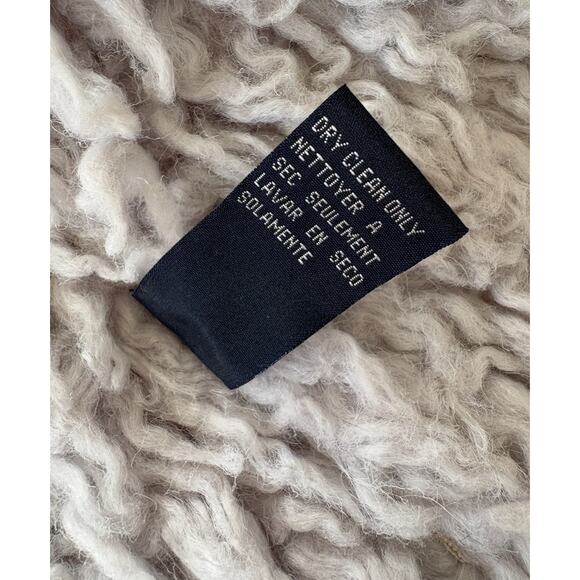 DRY CLEAN ONLY
NETTOYER A
SEC SEULEMENT
LAVAR EN SECO
SOLAMENTE